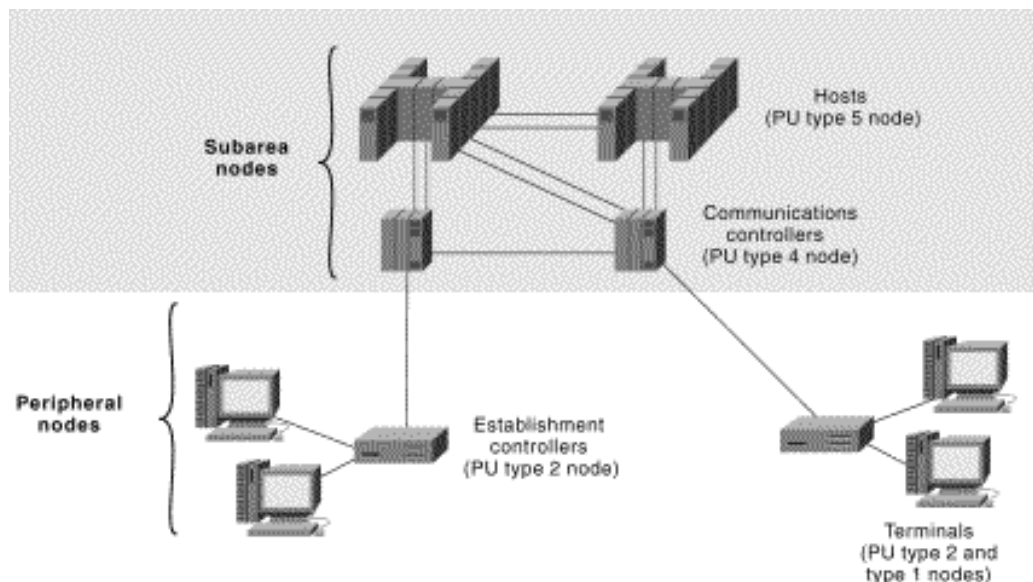 Hosts
(PU type 5 node)
Subarea
nodes
Communications
controllers
(PU type 4 node)
Peripheral
nodes
Establishment
controllers
(PU type 2 node)
Terminals
(PU type 2 and
type 1 nodes)